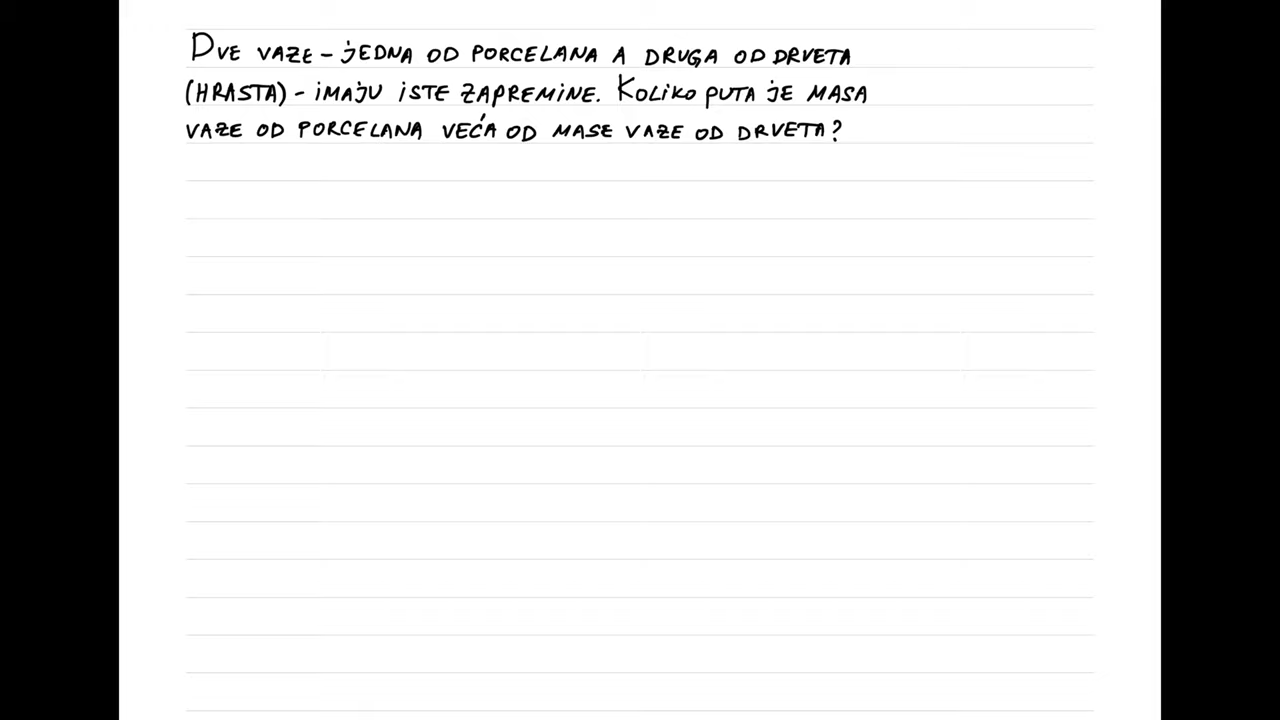 Dve vaze - jedna od porcelana a druga od drveta
(hrasta) - imaju iste zapremine. Koliko puta je masa
vaze od porcelana veća od mase vaze od drveta?